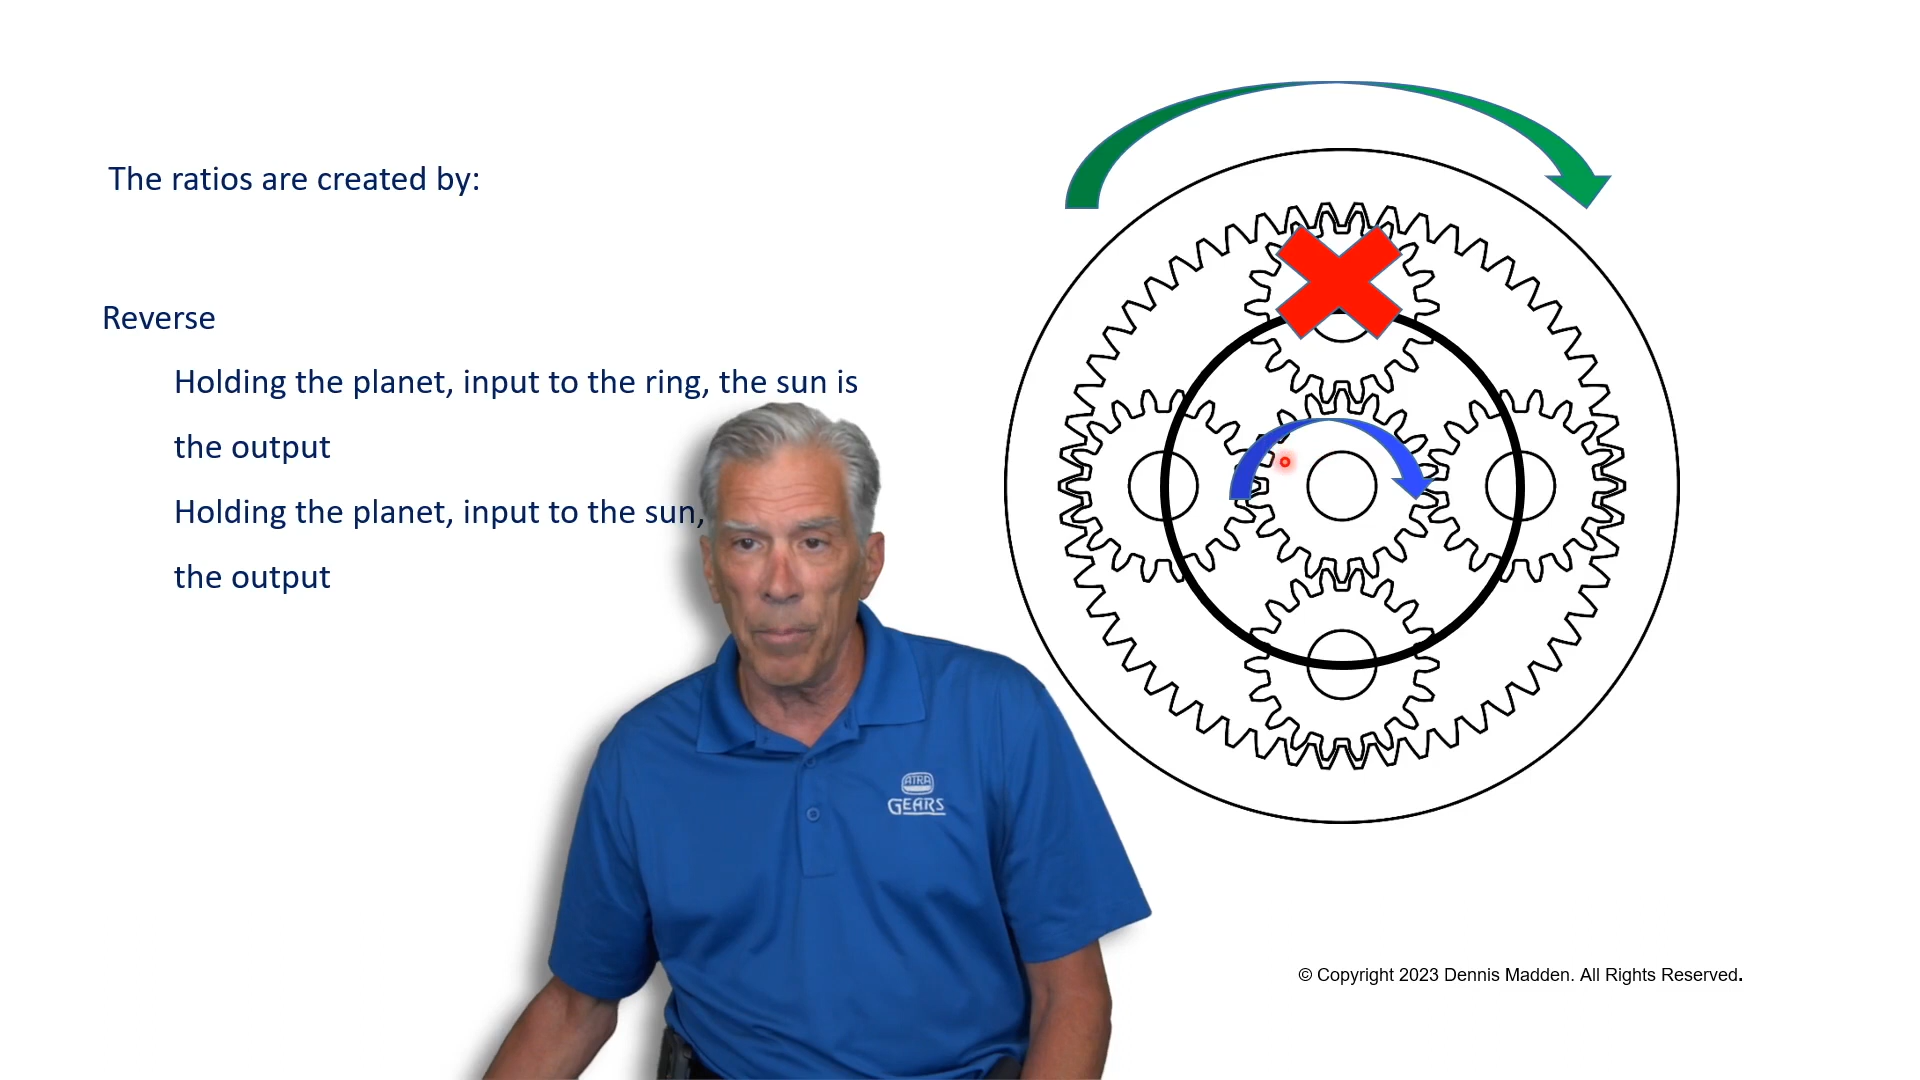 The ratios are created by:
Reverse
Holding the planet, input to the ring, the sun is
the output
Holding the planet, input to the sun,
the output
ATRA
GEARS
© Copyright 2023 Dennis Madden. All Rights Reserved.